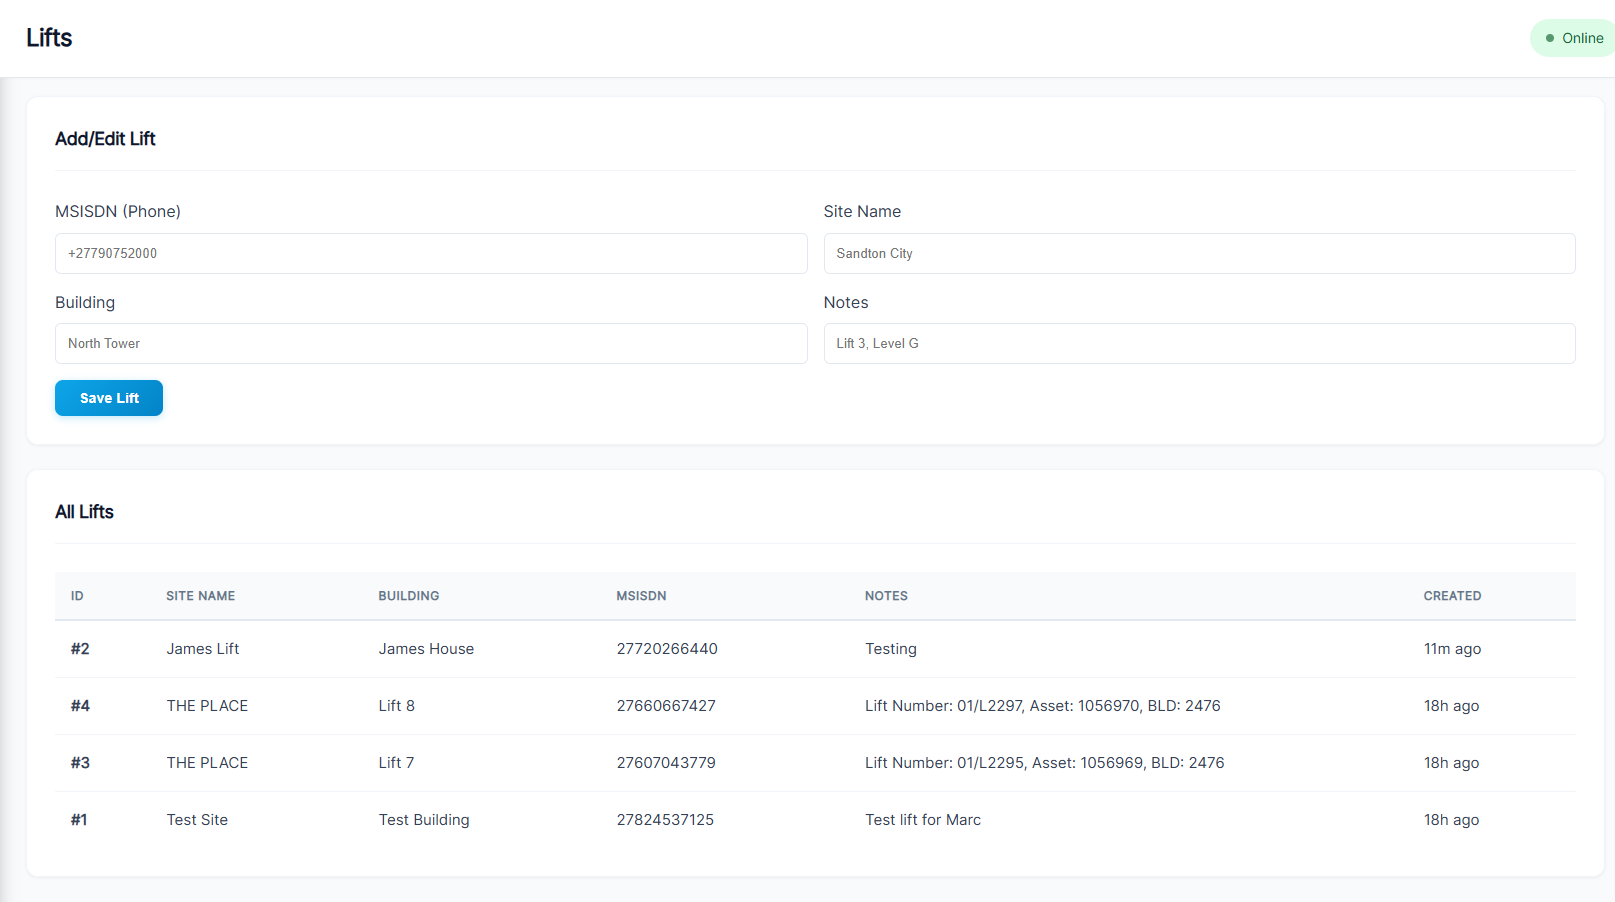 Lifts
Online
Add/Edit Lift
MSISDN (Phone)
Site Name
+27790752000
Sandton City
Building
Notes
North Tower
Lift 3, Level G
Save Lift
All Lifts
ID SITE NAME BUILDING MSISDN NOTES CREATED
#2 James Lift James House 27720266440 Testing 11m ago
#4 THE PLACE Lift 8 27660667427 Lift Number: 01/L2297, Asset: 1056970, BLD: 2476 18h ago
#3 THE PLACE Lift 7 27607043779 Lift Number: 01/L2295, Asset: 1056969, BLD: 2476 18h ago
#1 Test Site Test Building 27824537125 Test lift for Marc 18h ago